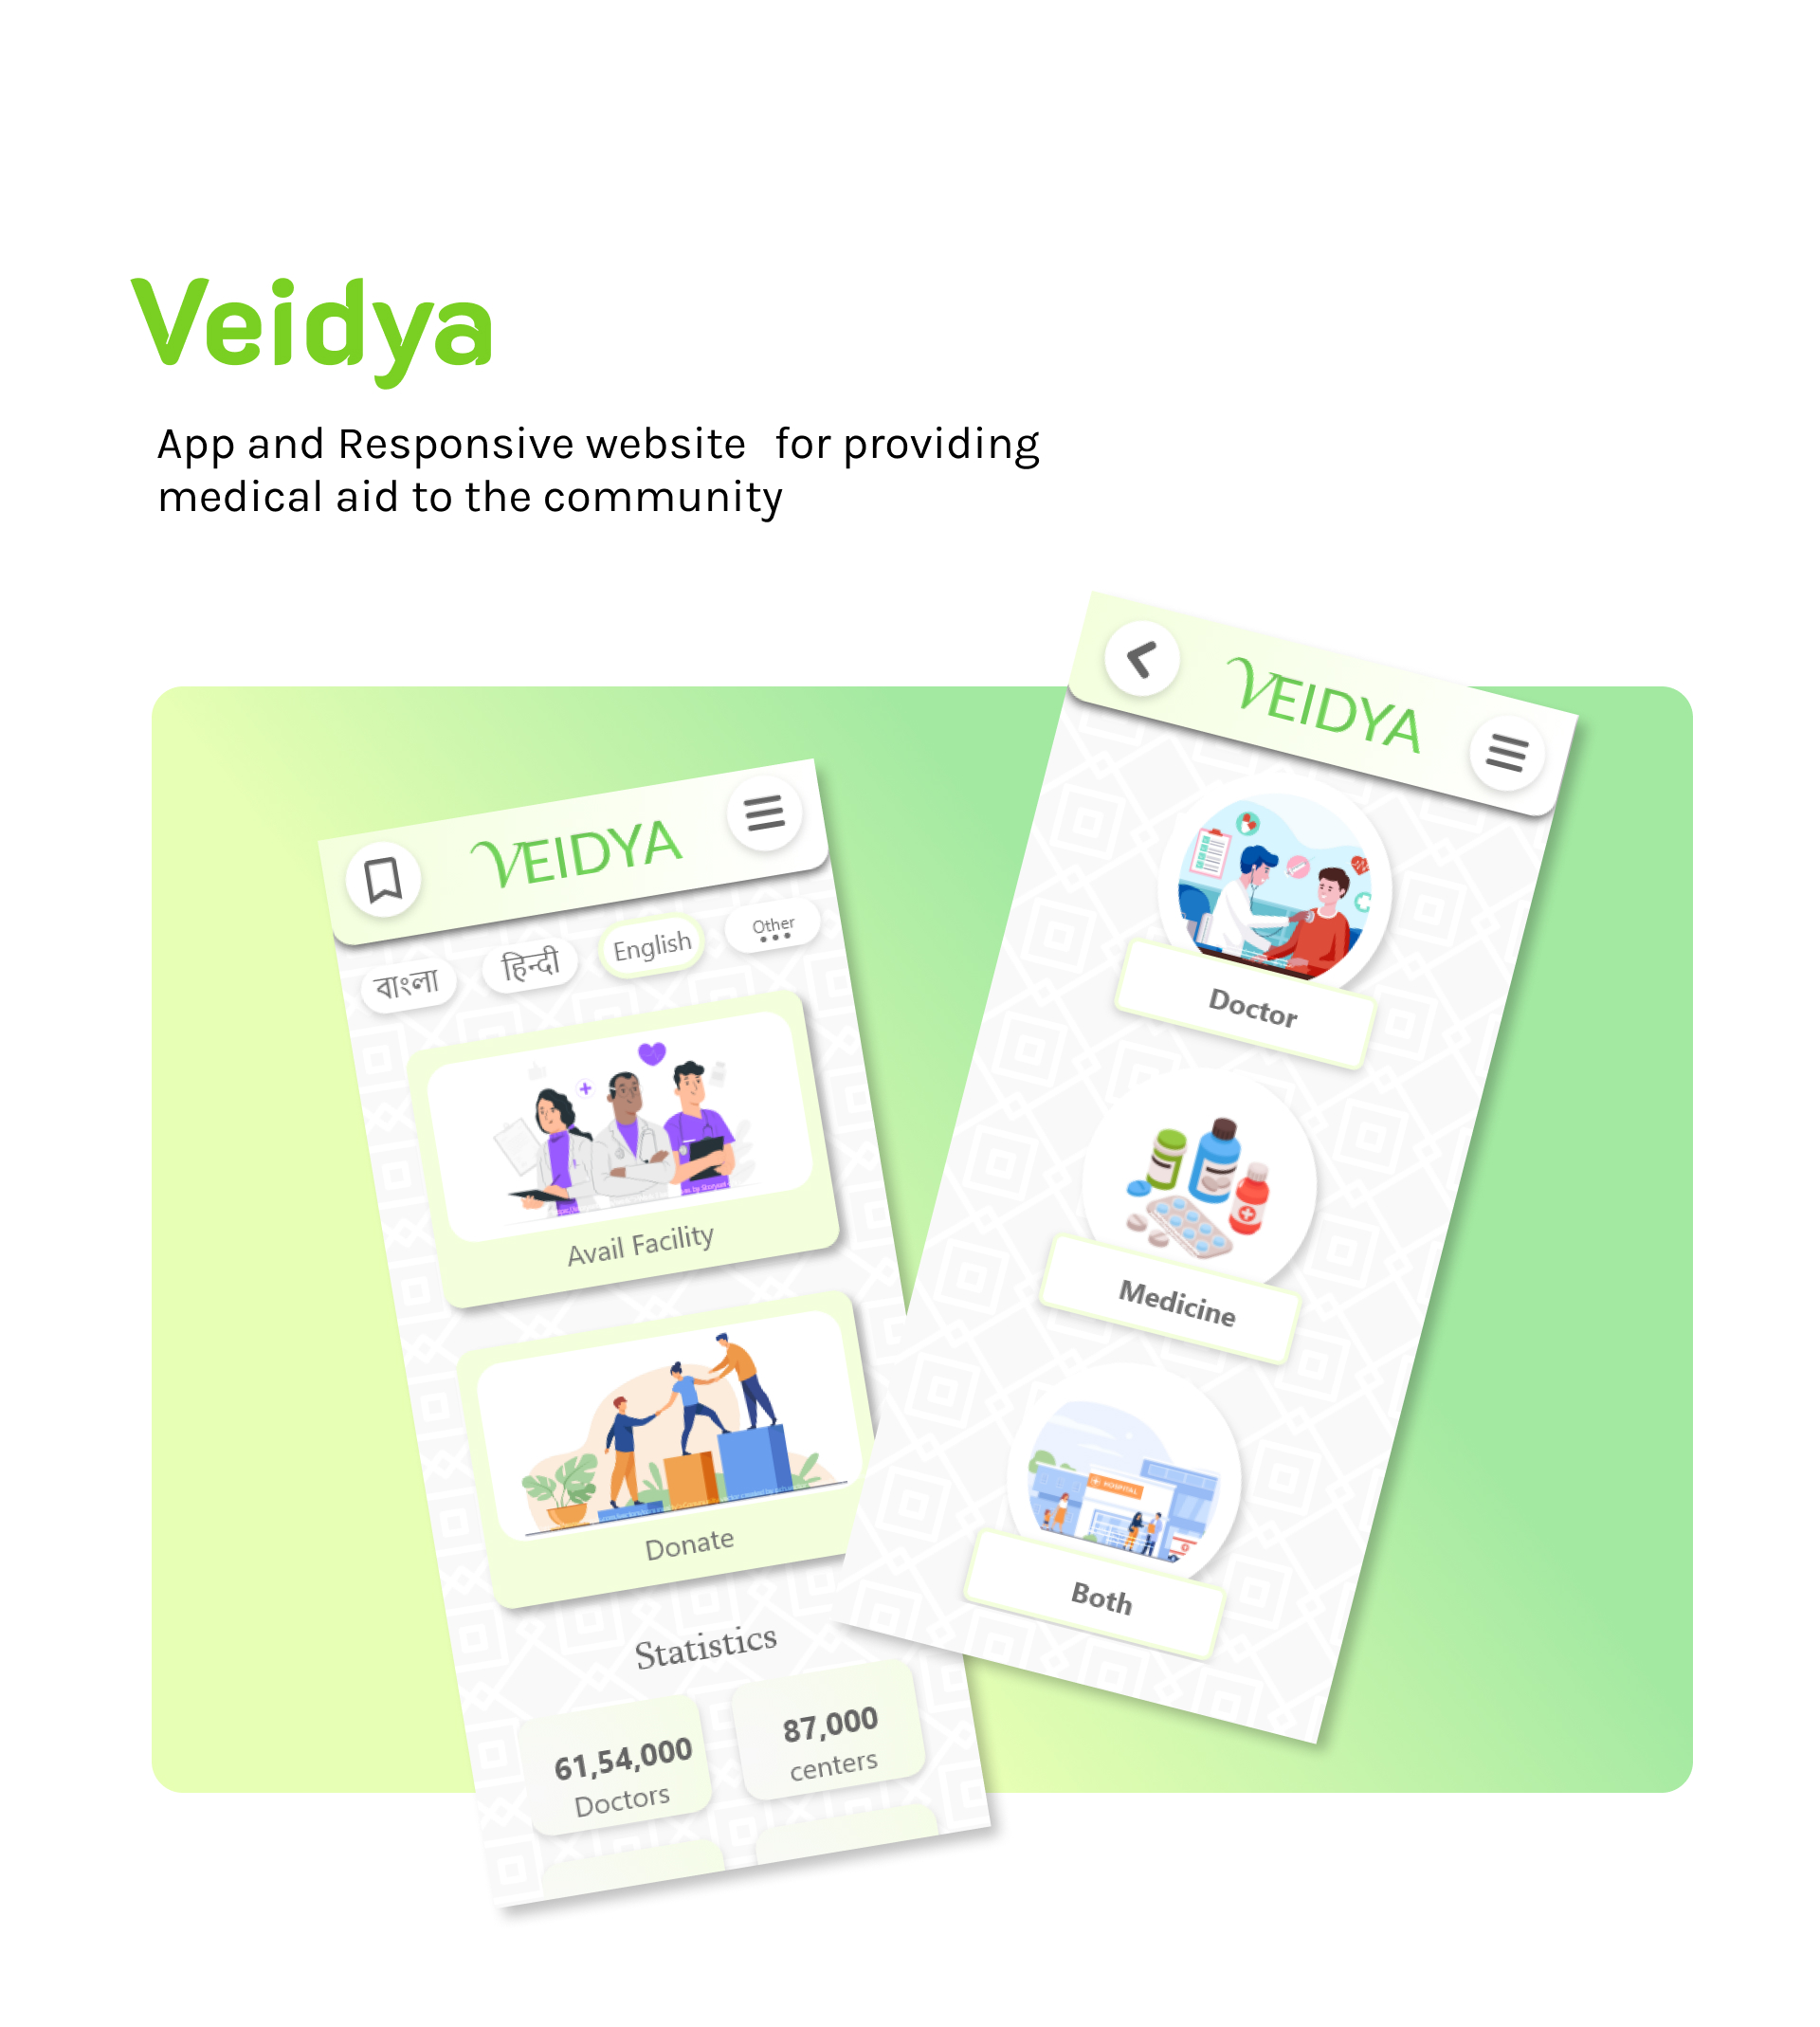 Veidya
App and Responsive website for providing
medical aid to the community
VEIDYA
বাংলা
हिन्दी
English
Other
Avail Facility
Donate
Statistics
61,54,000
Doctors
87,000
centers
VEIDYA
Doctor
Medicine
HOSPITAL
Both